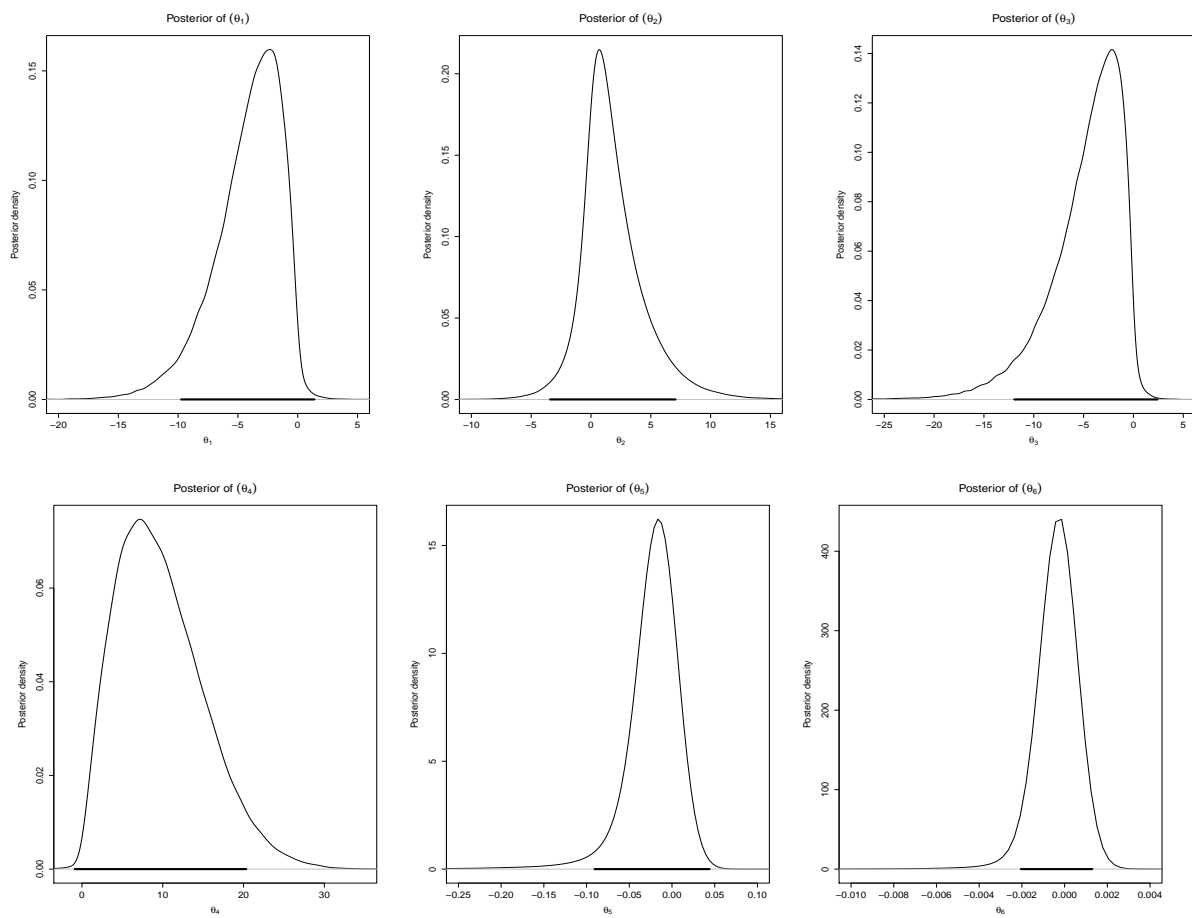 Posterior of (θ1)
Posterior density
0.00 0.05 0.10 0.15
−20 −15 −10 −5 0 5
θ1
Posterior of (θ2)
Posterior density
0.00 0.05 0.10 0.15 0.20
−10 −5 0 5 10 15
θ2
Posterior of (θ3)
Posterior density
0.00 0.02 0.04 0.06 0.08 0.10 0.12 0.14
−25 −20 −15 −10 −5 0 5
θ3
Posterior of (θ4)
Posterior density
0.00 0.02 0.04 0.06
0 10 20 30
θ4
Posterior of (θ5)
Posterior density
0 5 10 15
−0.25 −0.20 −0.15 −0.10 −0.05 0.00 0.05 0.10
θ5
Posterior of (θ6)
Posterior density
0 100 200 300 400
−0.010 −0.008 −0.006 −0.004 −0.002 0.000 0.002 0.004
θ6